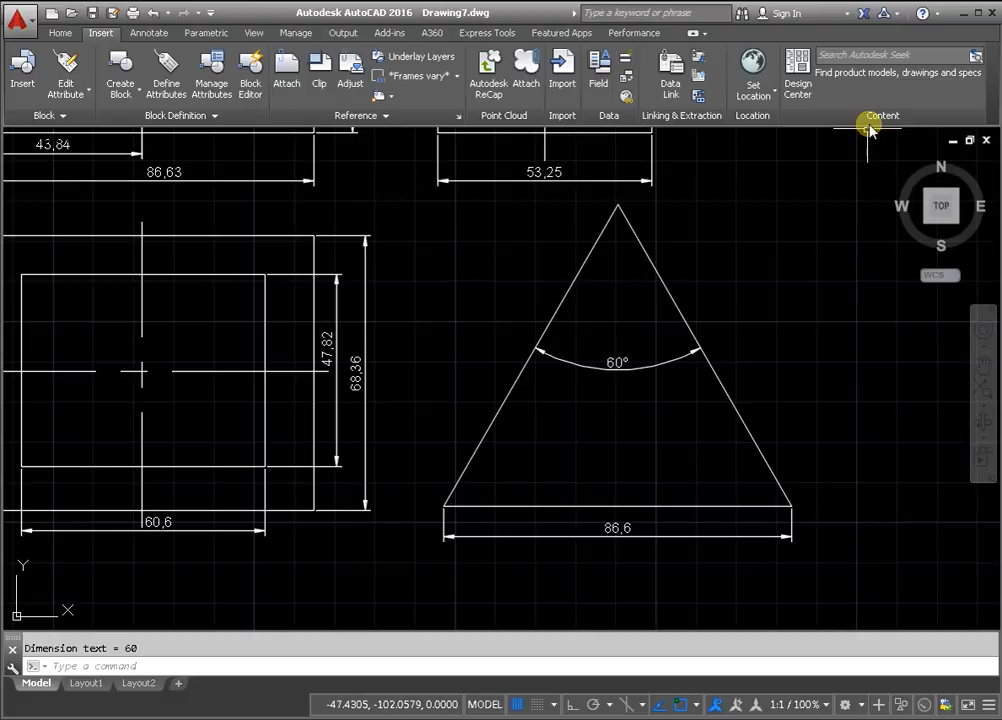 Autodesk AutoCAD 2016 Drawing7.dwg
Type a keyword or phrase
Sign In
Home Insert Annotate Parametric View Manage Output Add-ins A360 Express Tools Featured Apps Performance
Insert
Edit Attribute
Create Block
Define Attributes
Manage Attributes
Block Editor
Attach
Clip
Adjust
Underlay Layers
*Frames vary*
Autodesk ReCap
Attach
Import
Field
Data Link
Set Location
Design Center
Search Autodesk Seek
Find product models, drawings and specs
Block
Block Definition
Reference
Point Cloud
Import
Data
Linking & Extraction
Location
Content
43,84
86,63
53,25
N
W
TOP
E
S
WCS
47,82
68,36
60°
60,6
86,6
Y
X
Dimension text = 60
Type a command
Model Layout1 Layout2
-47.4305, -102.0579, 0.0000 MODEL
1:1 / 100%